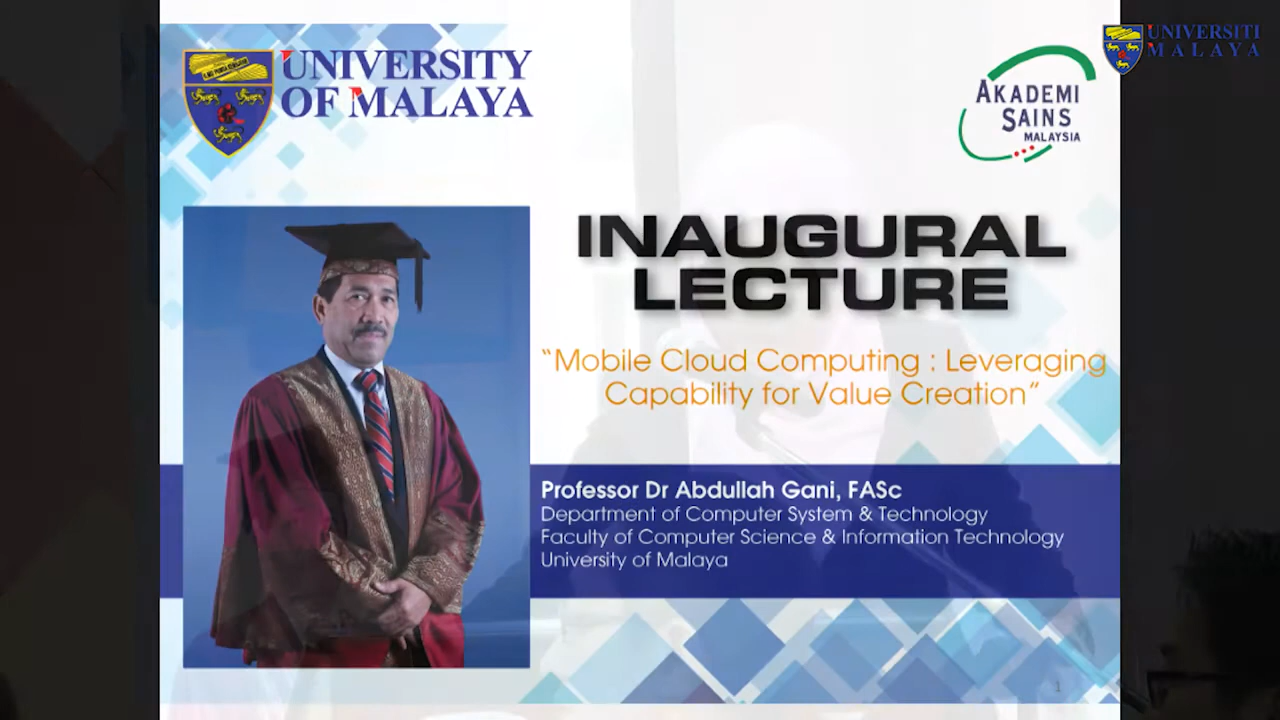 UNIVERSITY
OF MALAYA
AKADEMI
SAINS
MALAYSIA
UNIVERSITI
MALAYA
INAUGURAL
LECTURE
“Mobile Cloud Computing : Leveraging
Capability for Value Creation”
Professor Dr Abdullah Gani, FASc
Department of Computer System & Technology
Faculty of Computer Science & Information Technology
University of Malaya
1